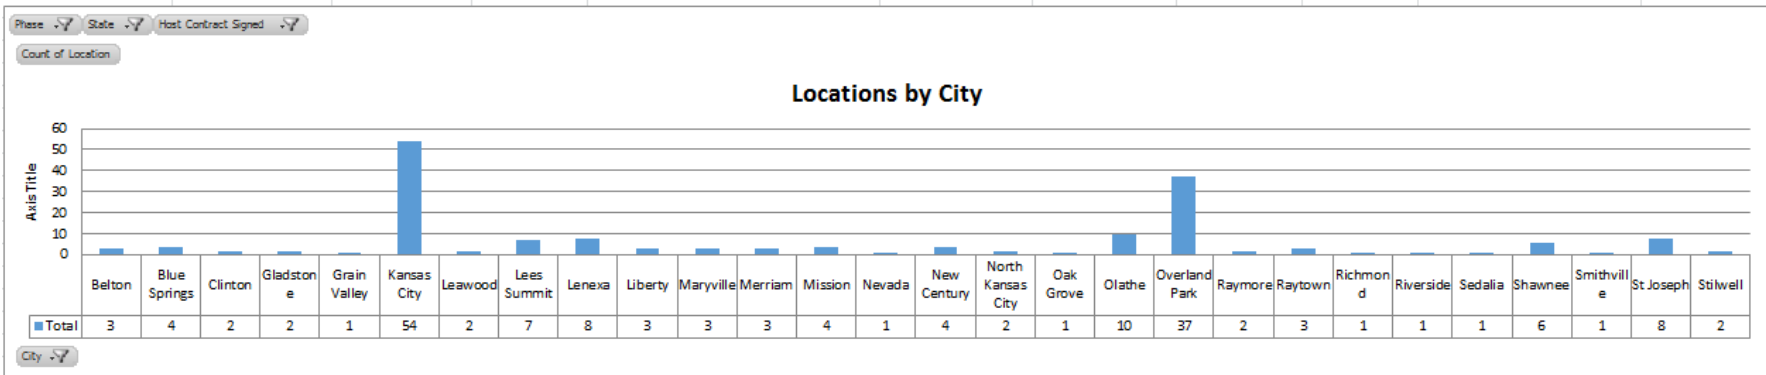 Phase State Host Contract Signed
Count of Location
Locations by City
Axis Title
60
50
40
30
20
10
0
Belton Blue Springs Clinton Gladstone Grain Valley Kansas City Leawood Lees Summit Lenexa Liberty Maryville Merriam Mission Nevada New Century North Kansas City Oak Grove Olathe Overland Park Raymore Raytown Richmond Riverside Sedalia Shawnee Smithville St Joseph Stilwell
Total 3 4 2 2 1 54 2 7 8 3 3 3 4 1 4 2 1 10 37 2 3 1 1 1 6 1 8 2
City